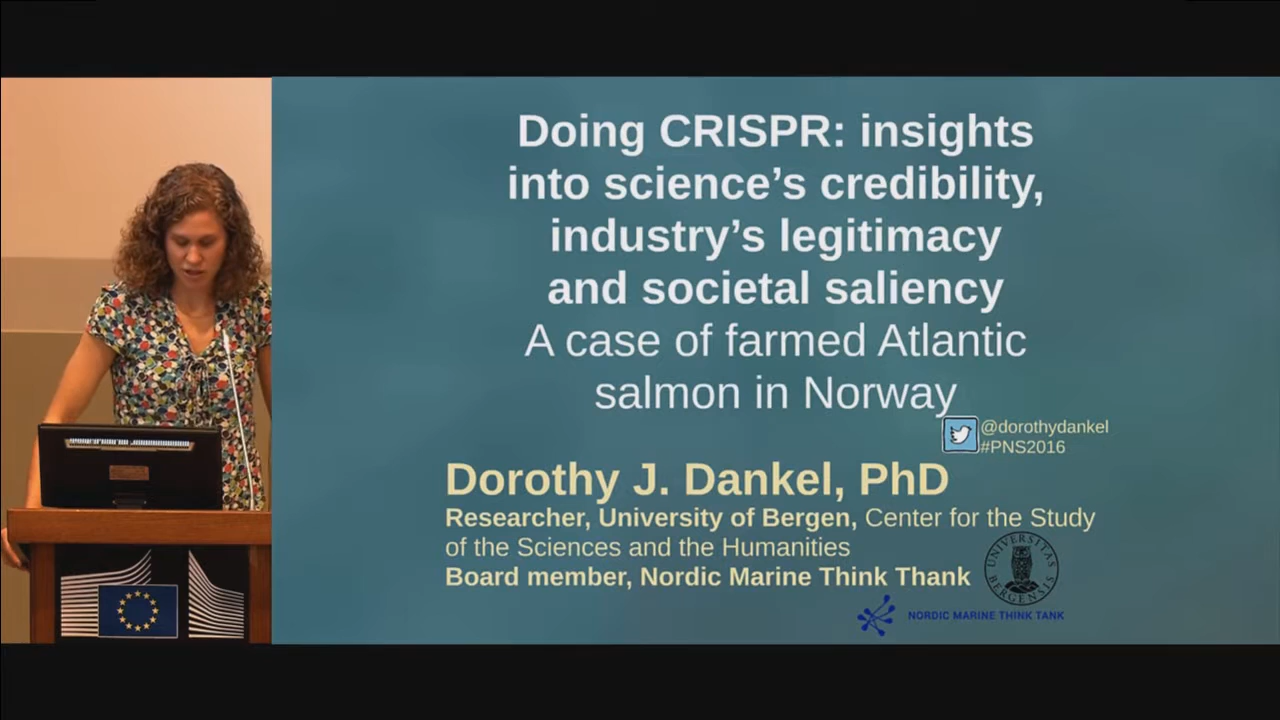 Doing CRISPR: insights
into science's credibility,
industry's legitimacy
and societal saliency
A case of farmed Atlantic
salmon in Norway
@dorothydankel
#PNS2016
Dorothy J. Dankel, PhD
Researcher, University of Bergen, Center for the Study
of the Sciences and the Humanities
Board member, Nordic Marine Think Thank
UNIVERSITAS
BERGENSIS
NORDIC MARINE THINK TANK